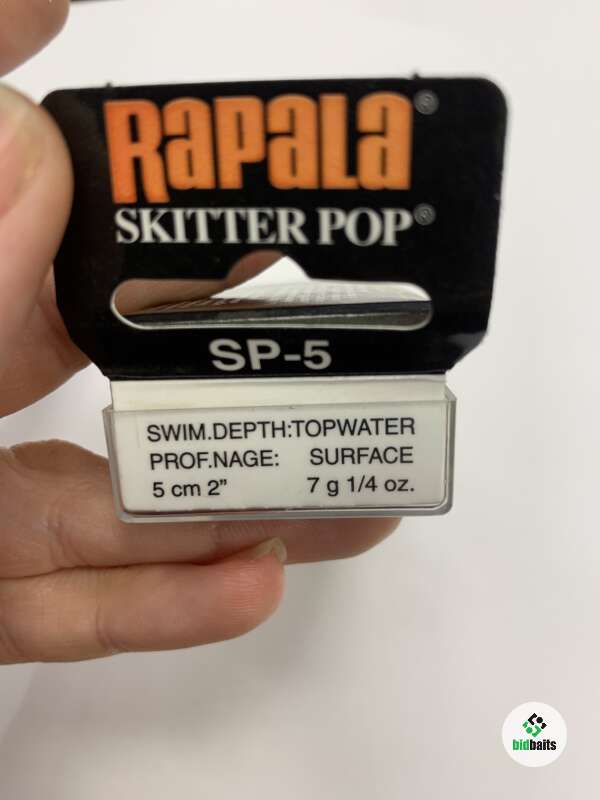 RAPALA®
SKITTER POP®
SP-5
SWIM.DEPTH:TOPWATER
PROF.NAGE: SURFACE
5 cm 2” 7 g 1/4 oz.
bidbaits